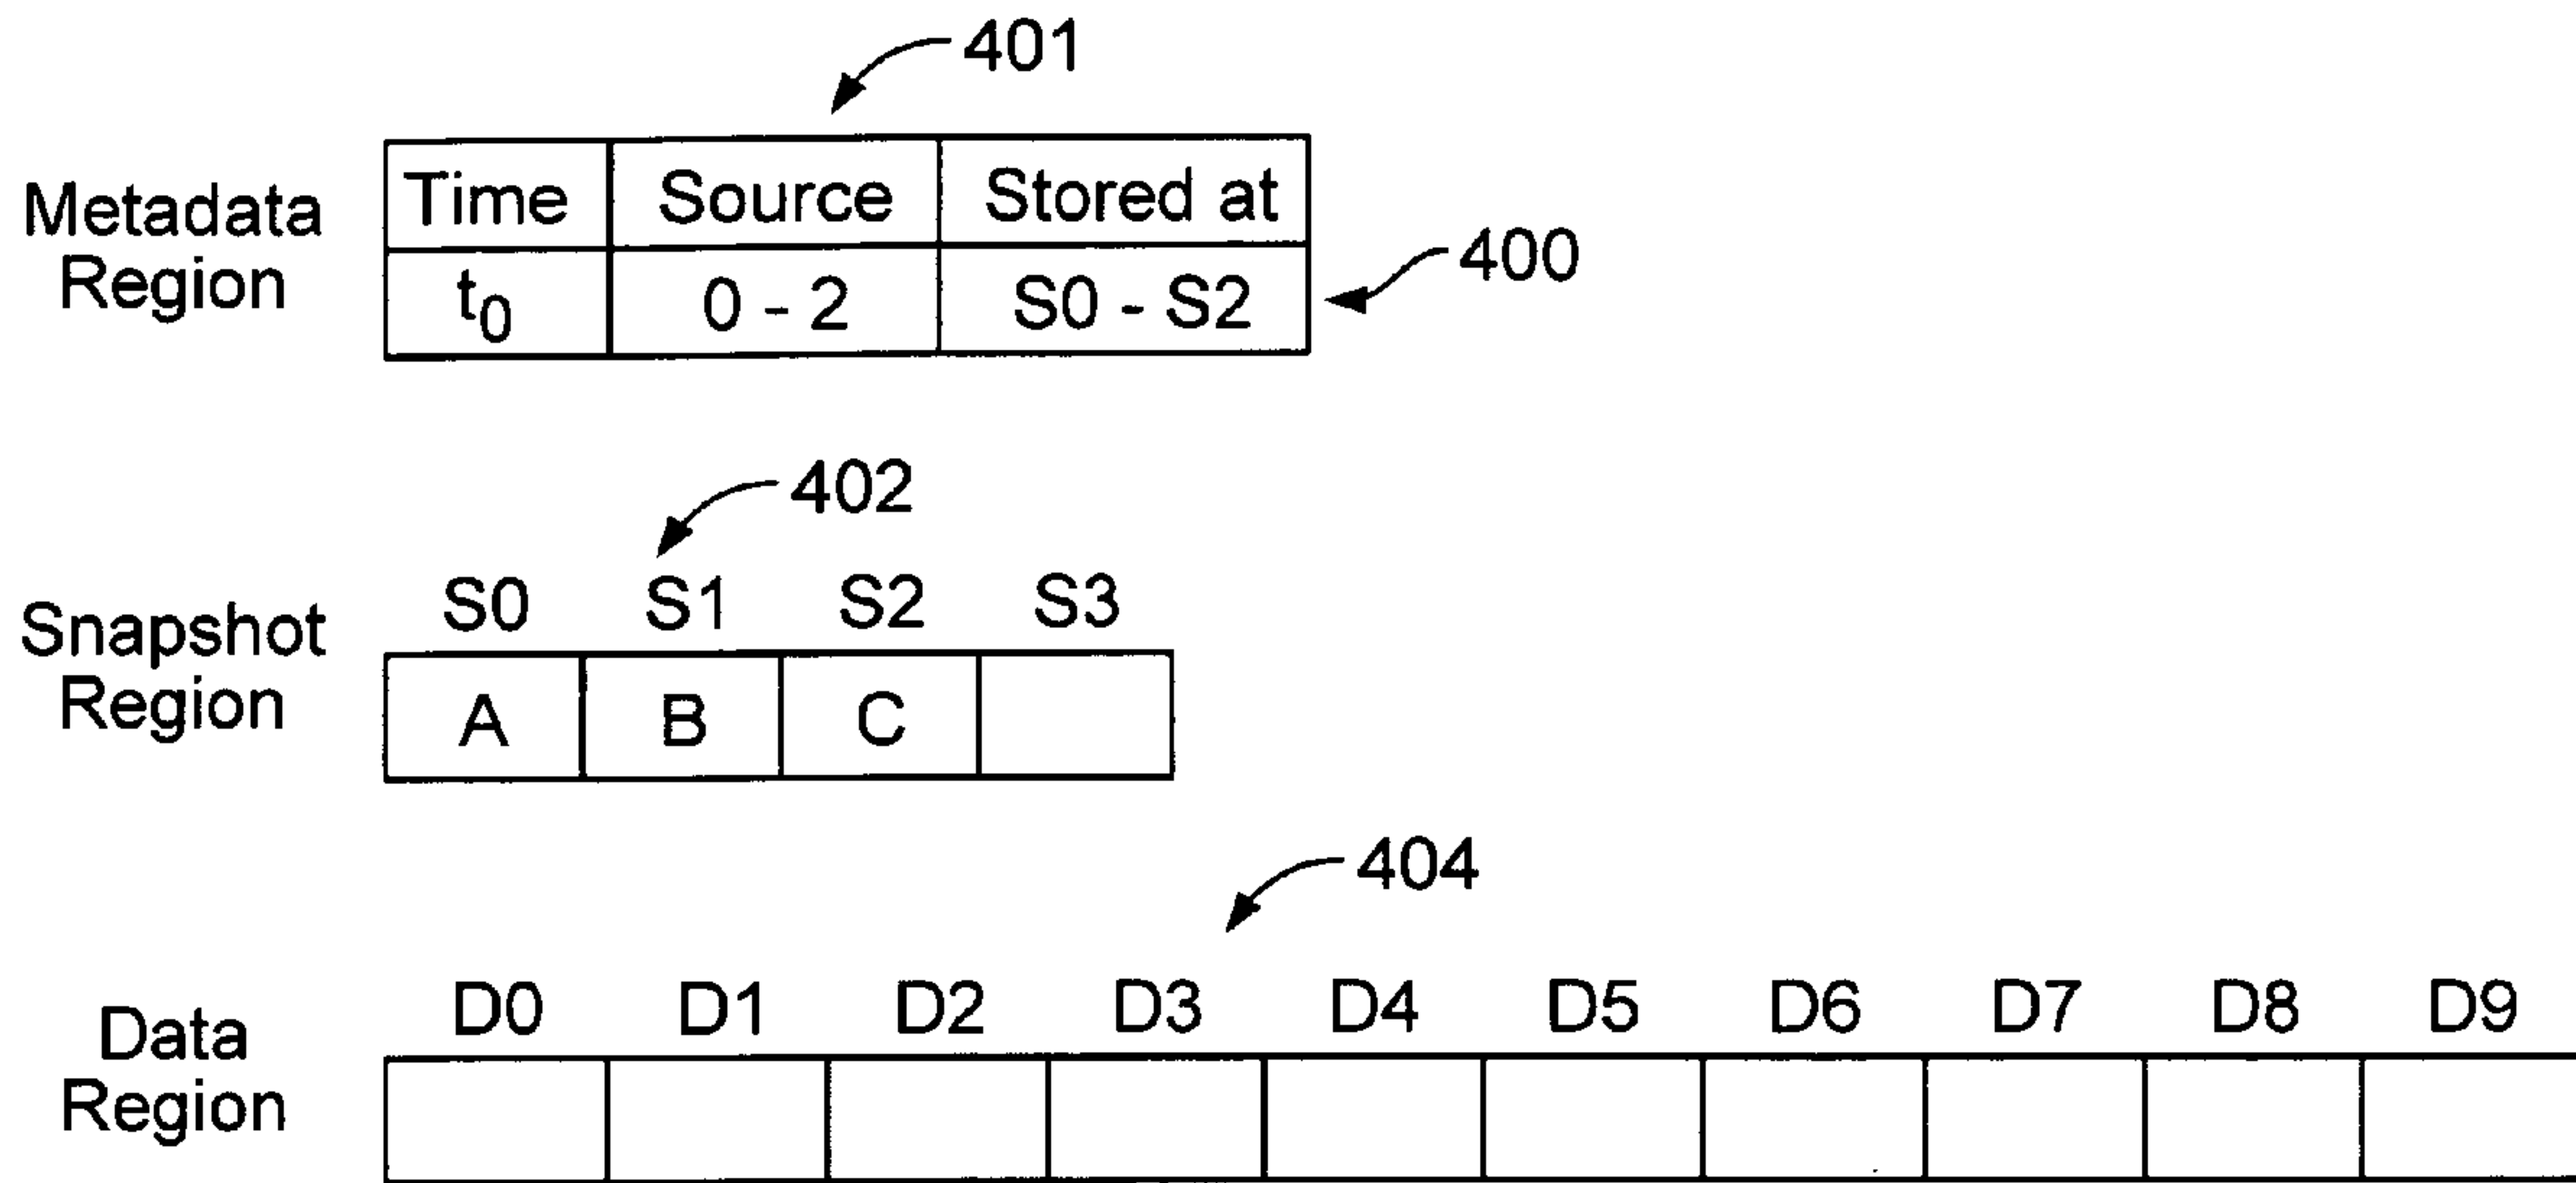 401
Metadata Region
Time Source Stored at
t0 0 - 2 S0 - S2
400
402
S0 S1 S2 S3
Snapshot Region
A B C
404
D0 D1 D2 D3 D4 D5 D6 D7 D8 D9
Data Region